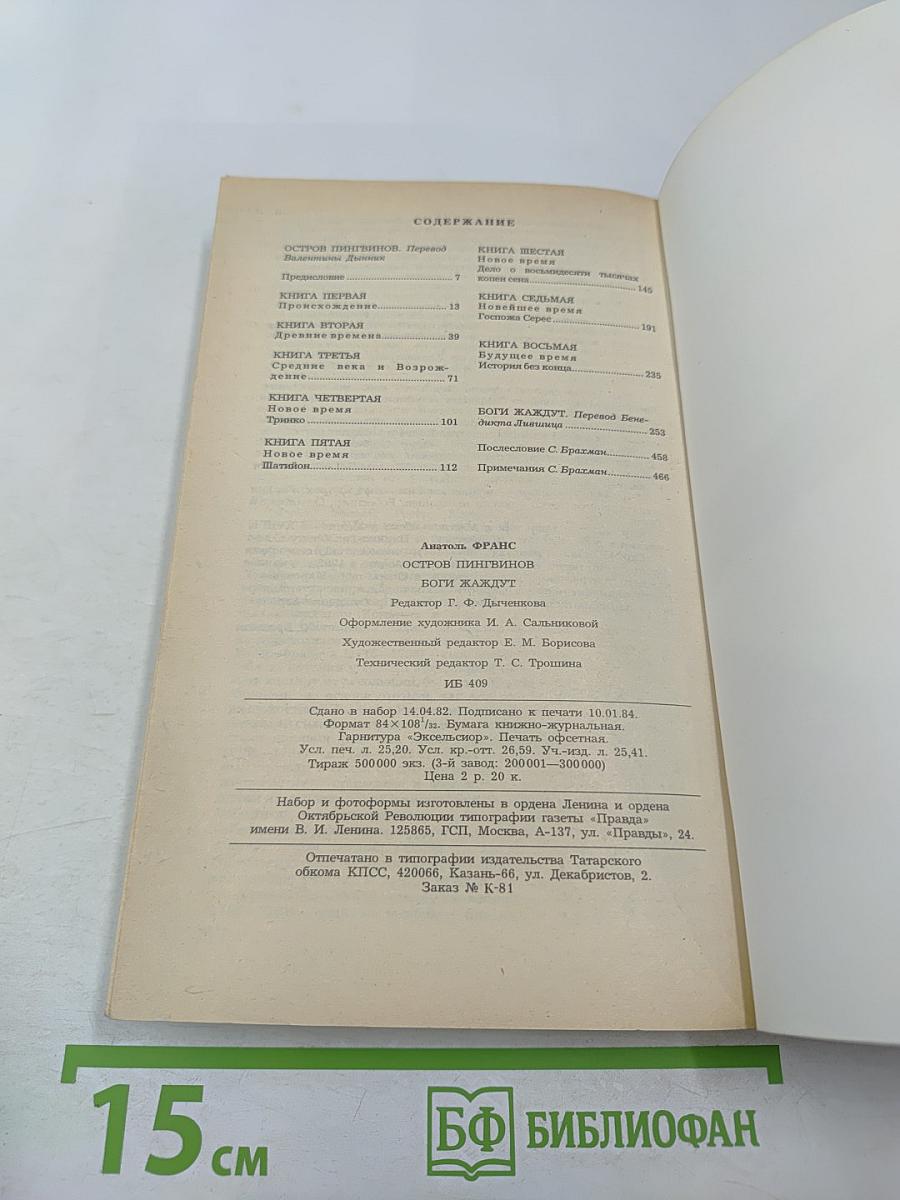 СОДЕРЖАНИЕ
ОСТРОВ ПИНГВИНОВ. Перевод
Валентины Дынник
Предисловие ........ 7
КНИГА ПЕРВАЯ
Происхождение........ 13
КНИГА ВТОРАЯ
Древние времена........ 39
КНИГА ТРЕТЬЯ
Средние века и Возрож-
дение ........ 71
КНИГА ЧЕТВЕРТАЯ
Новое время
Тринко ........ 101
КНИГА ПЯТАЯ
Новое время
Шатийон........ 112
КНИГА ШЕСТАЯ
Новое время
Дело о восьмидесяти тысячах
копен сена........ 145
КНИГА СЕДЬМАЯ
Новейшее время
Госпожа Серес ........ 191
КНИГА ВОСЬМАЯ
Будущее время
История без конца........ 235
БОГИ ЖАЖДУТ. Перевод Бене-
дикта Лившица ........ 253
Послесловие С. Брахман........ 458
Примечания С. Брахман........ 466
Анатоль ФРАНС
ОСТРОВ ПИНГВИНОВ
БОГИ ЖАЖДУТ
Редактор Г. Ф. Дыченкова
Оформление художника И. А. Сальниковой
Художественный редактор Е. М. Борисова
Технический редактор Т. С. Трошина
ИБ 409
Сдано в набор 14.04.82. Подписано к печати 10.01.84.
Формат 84×108¹/₃₂. Бумага книжно-журнальная.
Гарнитура «Эксельсиор». Печать офсетная.
Усл. печ. л. 25,20. Усл. кр.-отт. 26,59. Уч.-изд. л. 25,41.
Тираж 500 000 экз. (3-й завод: 200 001—300 000)
Цена 2 р. 20 к.
Набор и фотоформы изготовлены в ордена Ленина и ордена
Октябрьской Революции типографии газеты «Правда»
имени В. И. Ленина. 125865, ГСП, Москва, А-137, ул. «Правды», 24.
Отпечатано в типографии издательства Татарского
обкома КПСС, 420066, Казань-66, ул. Декабристов, 2.
Заказ № К-81
15 см
БФ БИБЛИОФАН